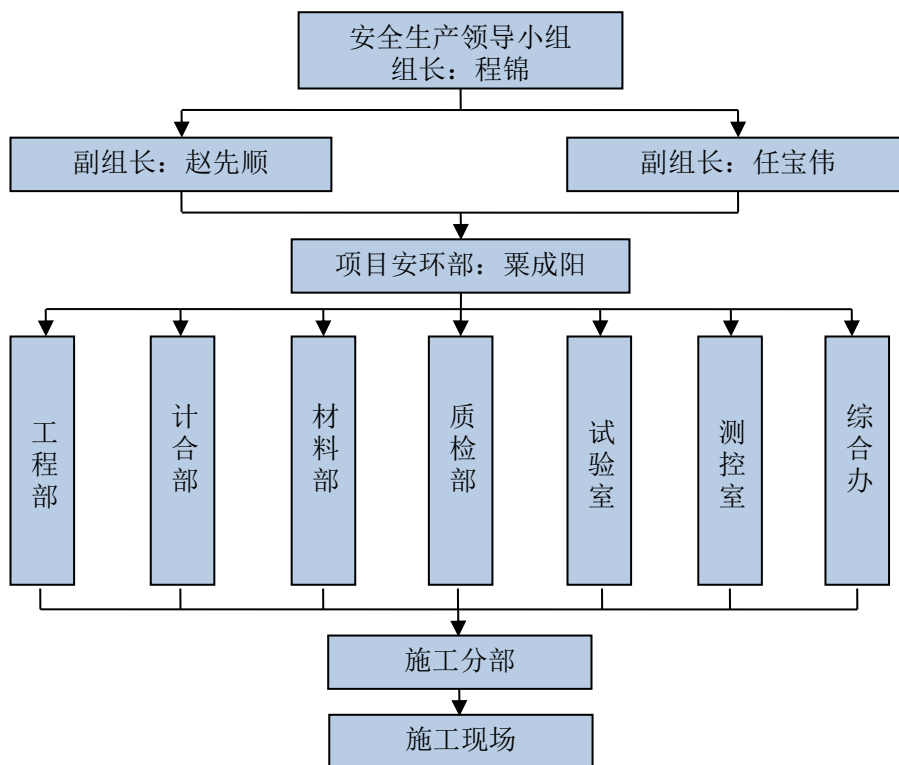 安全生产领导小组
组长：程锦
副组长：赵先顺
副组长：任宝伟
项目安环部：粟成阳
工程部
计合部
材料部
质检部
试验室
测控室
综合办
施工分部
施工现场